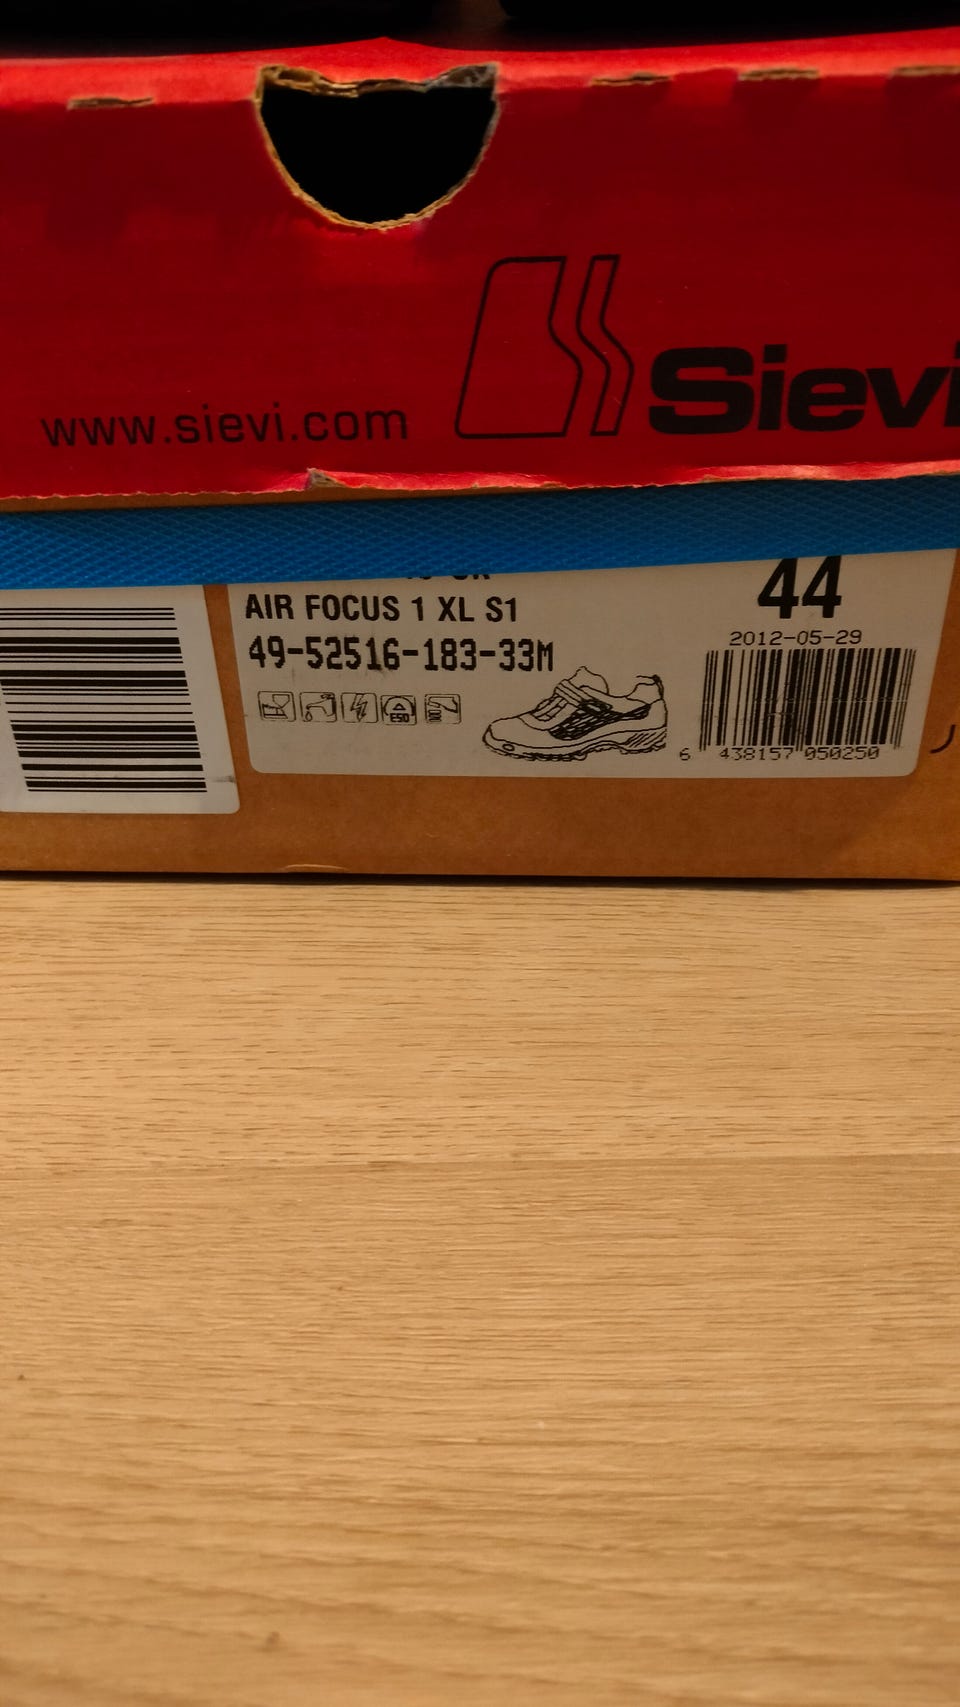 www.sievi.com
Sievi
AIR FOCUS 1 XL S1
49-52516-183-33M
ESD
44
2012-05-29
6 438157 050250